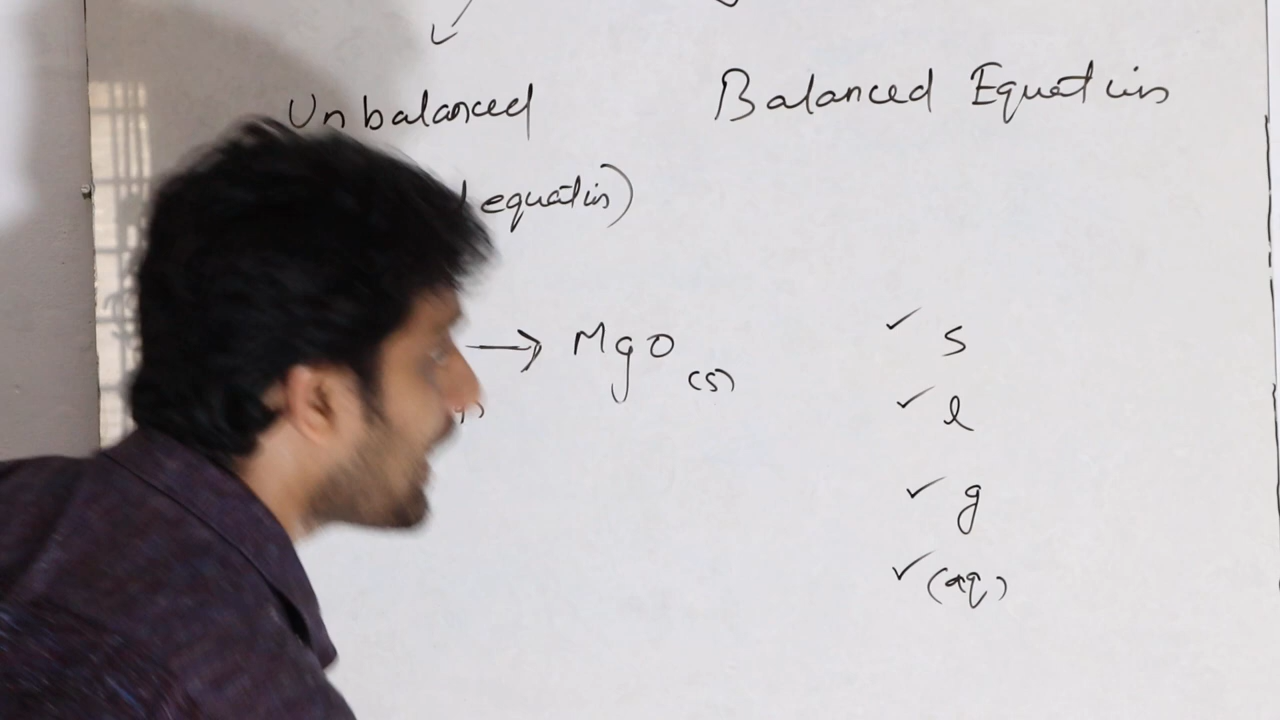 Unbalanced
Balanced Equation
equation)
→ MgO (s)
✓ s
✓ l
✓ g
✓ (aq)